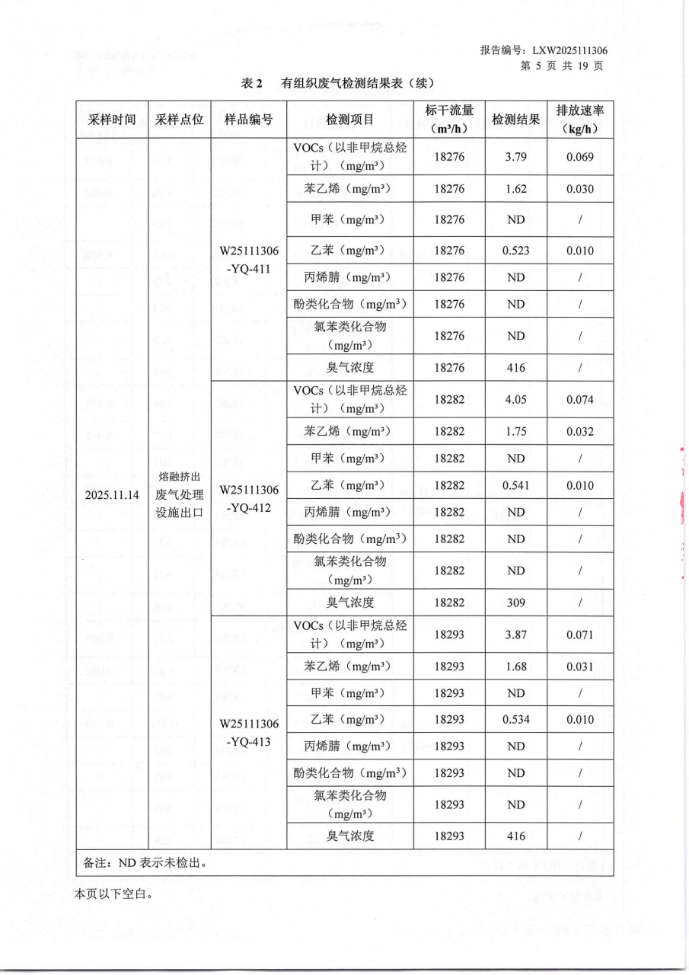 报告编号：LXW2025111306
第 5 页 共 19 页
表 2 有组织废气检测结果表（续）
采样时间 采样点位 样品编号 检测项目 标干流量（m³/h） 检测结果 排放速率（kg/h）
2025.11.14 熔融挤出废气处理设施出口
W25111306-YQ-411
VOCs（以非甲烷总烃计）（mg/m³） 18276 3.79 0.069
苯乙烯（mg/m³） 18276 1.62 0.030
甲苯（mg/m³） 18276 ND /
乙苯（mg/m³） 18276 0.523 0.010
丙烯腈（mg/m³） 18276 ND /
酚类化合物（mg/m³） 18276 ND /
氯苯类化合物（mg/m³） 18276 ND /
臭气浓度 18276 416 /
W25111306-YQ-412
VOCs（以非甲烷总烃计）（mg/m³） 18282 4.05 0.074
苯乙烯（mg/m³） 18282 1.75 0.032
甲苯（mg/m³） 18282 ND /
乙苯（mg/m³） 18282 0.541 0.010
丙烯腈（mg/m³） 18282 ND /
酚类化合物（mg/m³） 18282 ND /
氯苯类化合物（mg/m³） 18282 ND /
臭气浓度 18282 309 /
W25111306-YQ-413
VOCs（以非甲烷总烃计）（mg/m³） 18293 3.87 0.071
苯乙烯（mg/m³） 18293 1.68 0.031
甲苯（mg/m³） 18293 ND /
乙苯（mg/m³） 18293 0.534 0.010
丙烯腈（mg/m³） 18293 ND /
酚类化合物（mg/m³） 18293 ND /
氯苯类化合物（mg/m³） 18293 ND /
臭气浓度 18293 416 /
备注：ND 表示未检出。
本页以下空白。